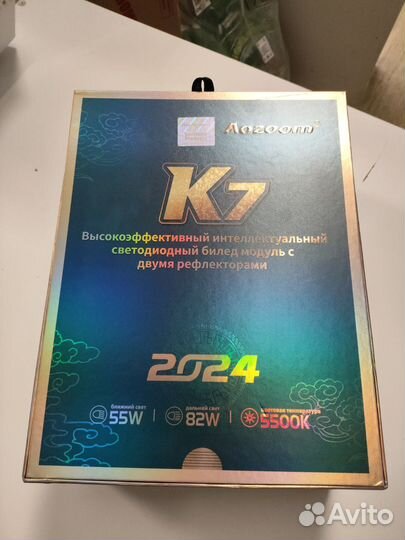 Aozoom
K7
Высокоэффективный интеллектуальный
светодиодный билед модуль с
двумя рефлекторами
2024
ближний свет 55W
дальний свет 82W
цветовая температура 5500K
Avito